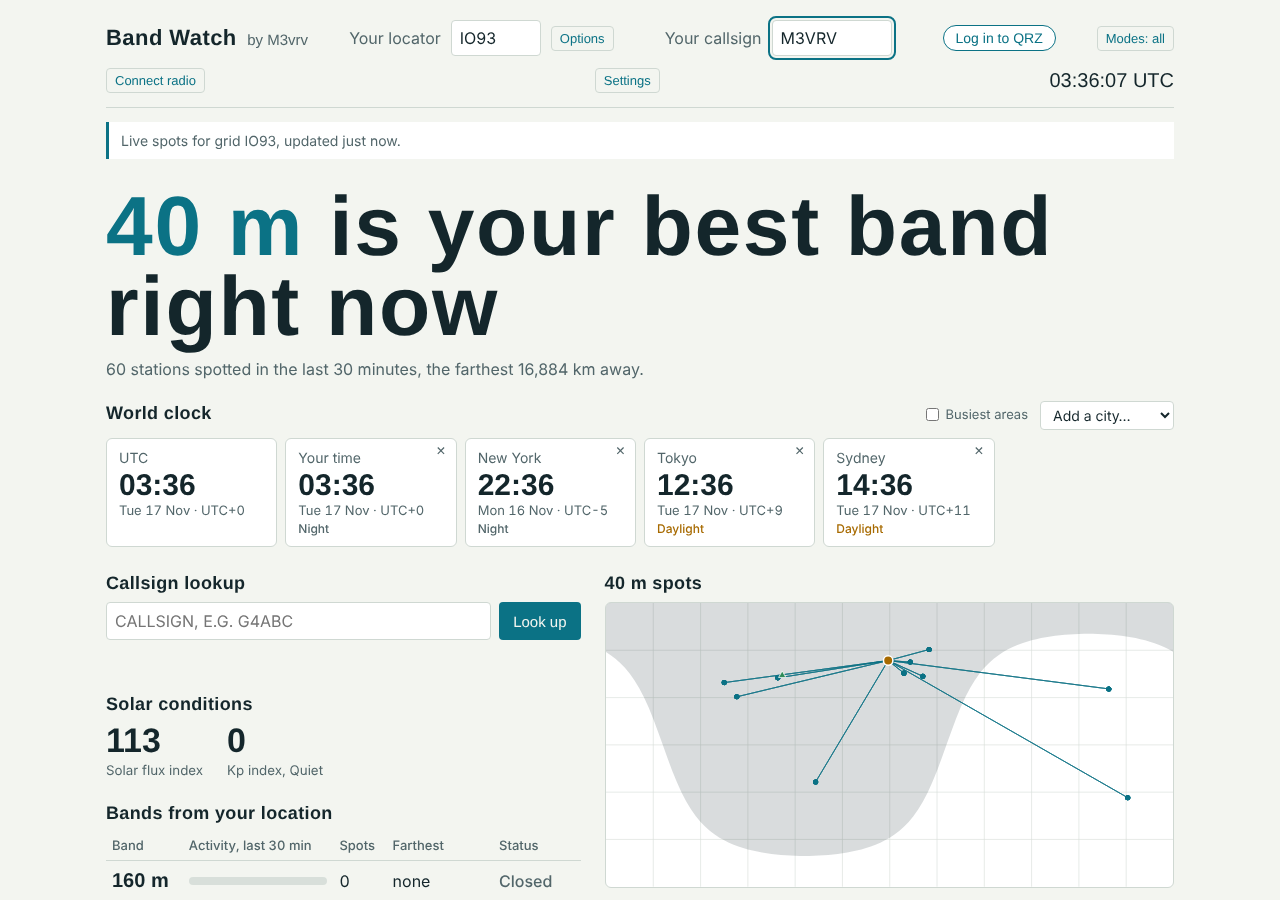 Band Watch by M3vrv
Your locator IO93 Options
Your callsign M3VRV
Log in to QRZ
Modes: all
Connect radio
Settings
03:36:07 UTC
Live spots for grid IO93, updated just now.
40 m is your best band
right now
60 stations spotted in the last 30 minutes, the farthest 16,884 km away.
World clock
Busiest areas
Add a city...
UTC
03:36
Tue 17 Nov · UTC+0
Your time ×
03:36
Tue 17 Nov · UTC+0
Night
New York ×
22:36
Mon 16 Nov · UTC-5
Night
Tokyo ×
12:36
Tue 17 Nov · UTC+9
Daylight
Sydney ×
14:36
Tue 17 Nov · UTC+11
Daylight
Callsign lookup
CALLSIGN, E.G. G4ABC
Look up
Solar conditions
113
Solar flux index
0
Kp index, Quiet
Bands from your location
Band Activity, last 30 min Spots Farthest Status
160 m 0 none Closed
40 m spots